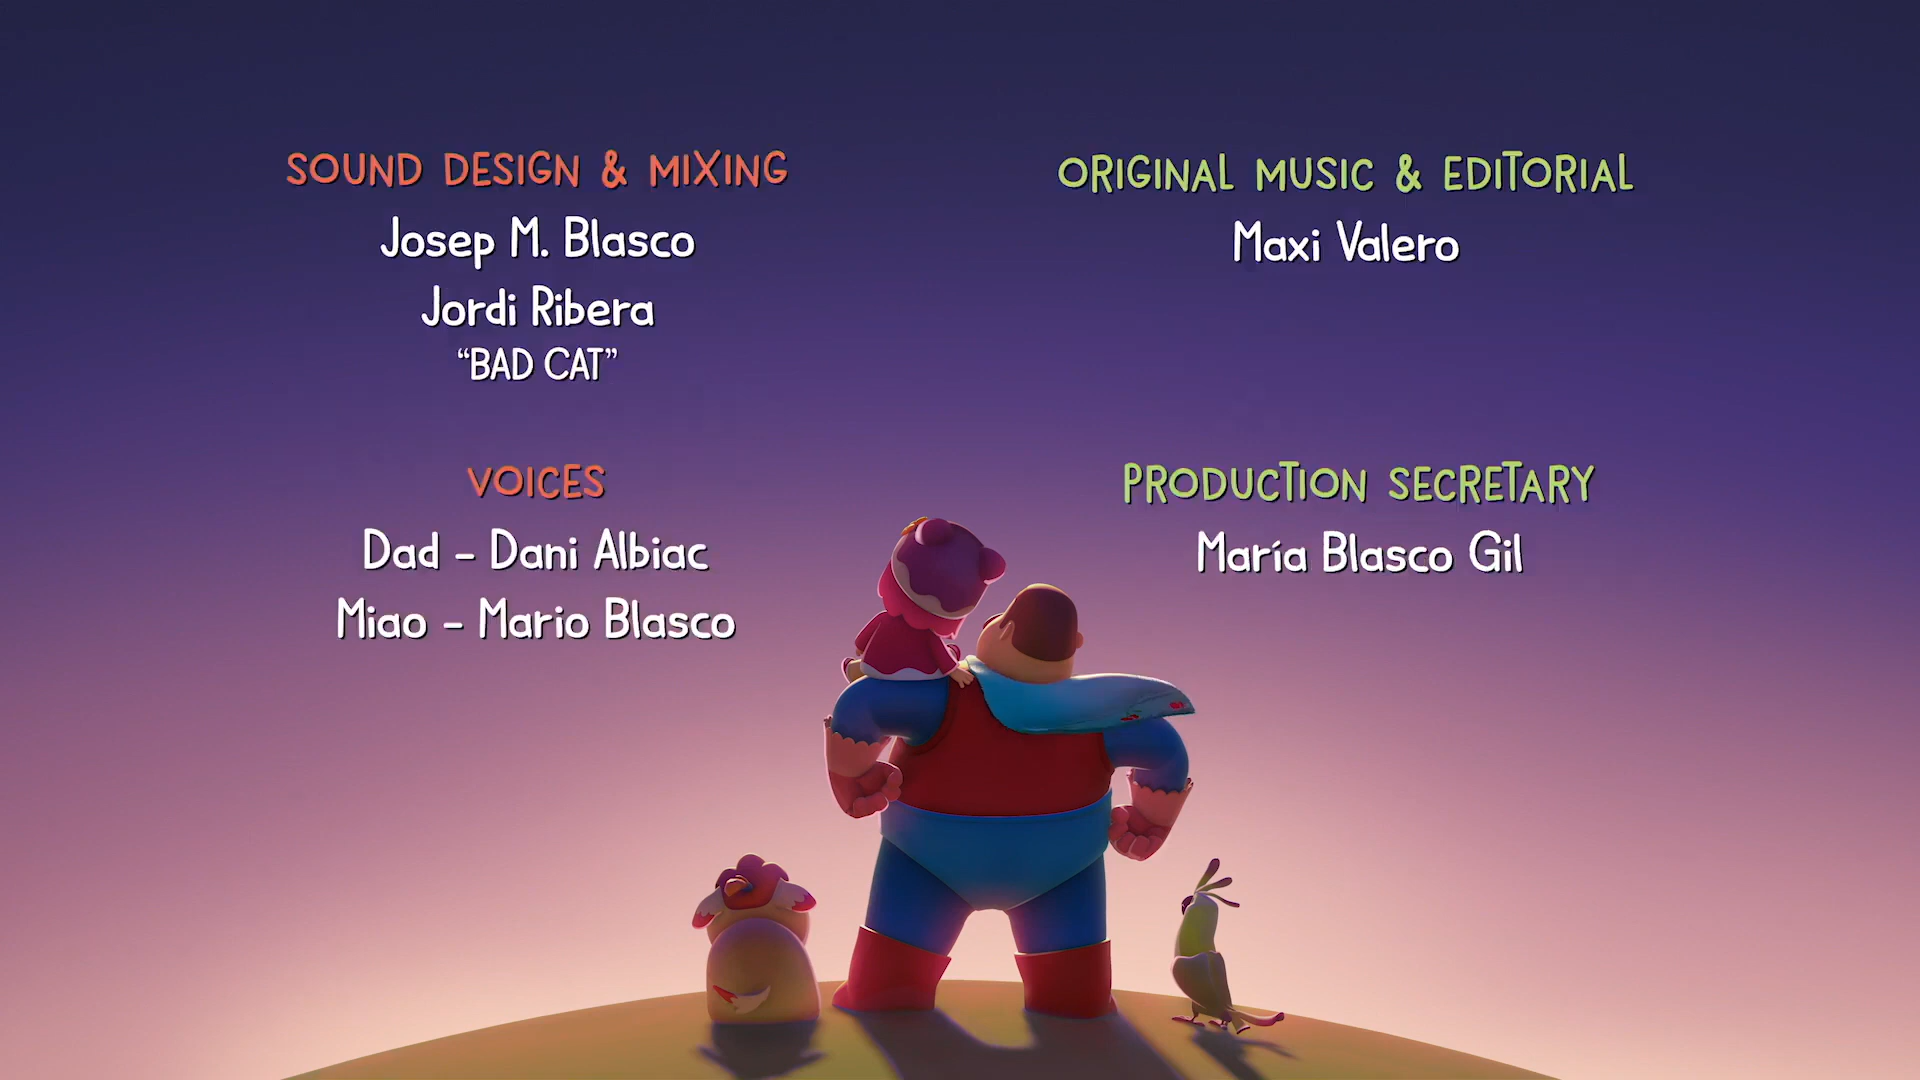 SOUND DESIGN & MIXING
Josep M. Blasco
Jordi Ribera
“BAD CAT”
ORIGINAL MUSIC & EDITORIAL
Maxi Valero
VOICES
Dad - Dani Albiac
Miao - Mario Blasco
PRODUCTION SECRETARY
María Blasco Gil